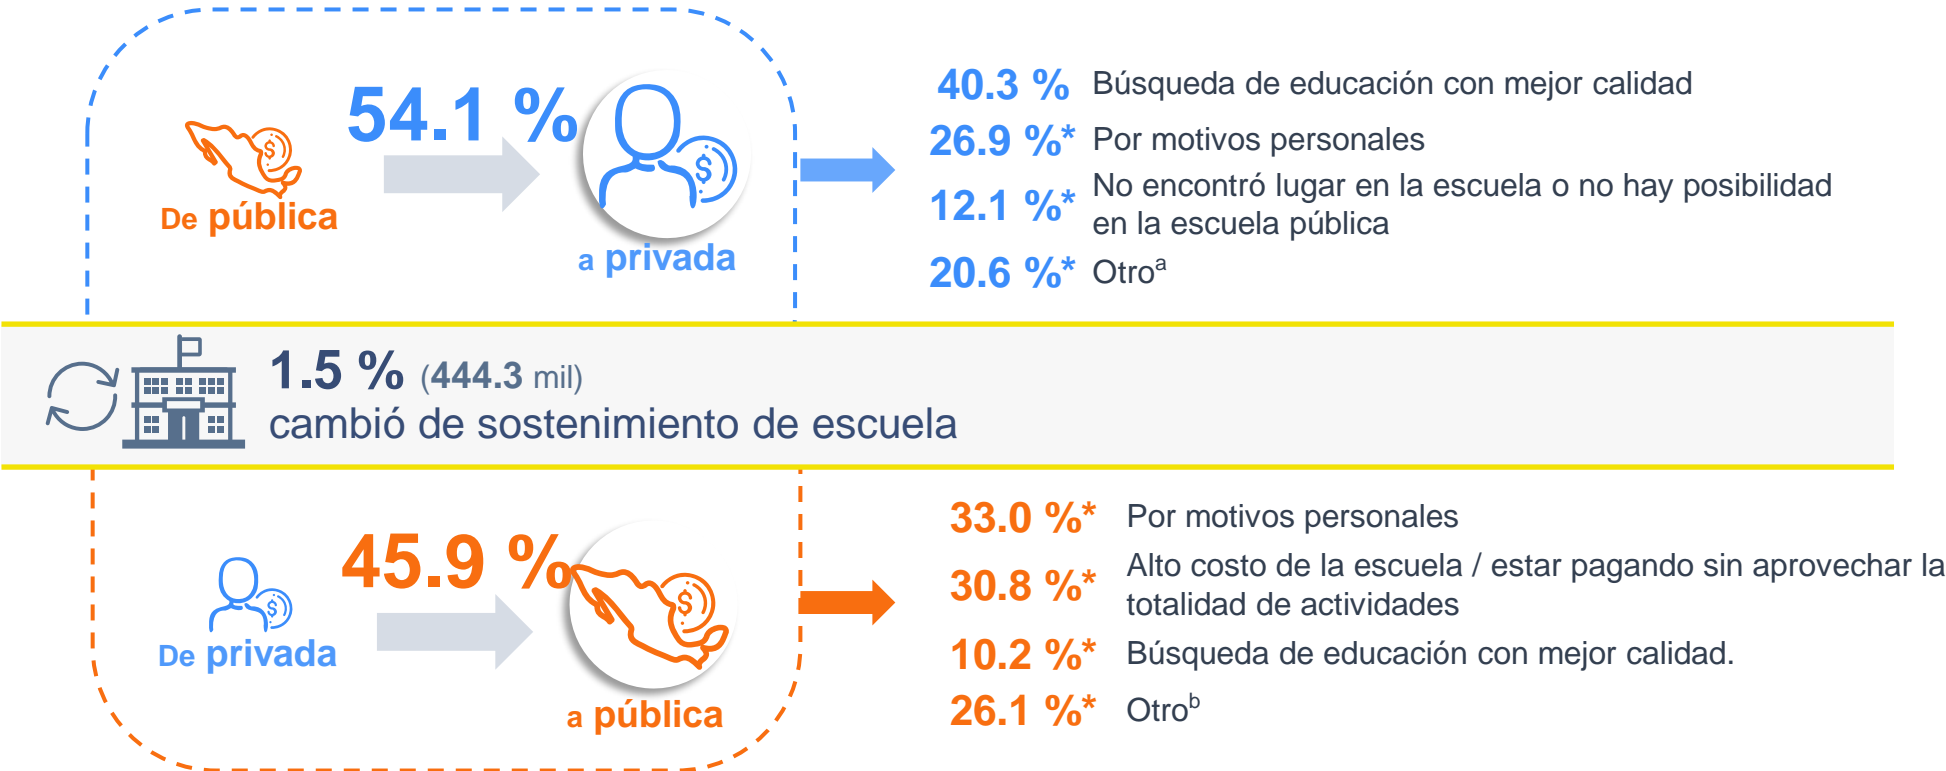 54.1 %
De pública
a privada
40.3 % Búsqueda de educación con mejor calidad
26.9 %* Por motivos personales
12.1 %* No encontró lugar en la escuela o no hay posibilidad
en la escuela pública
20.6 %* Otroᵃ
1.5 % (444.3 mil)
cambió de sostenimiento de escuela
45.9 %
De privada
a pública
33.0 %* Por motivos personales
30.8 %* Alto costo de la escuela / estar pagando sin aprovechar la
totalidad de actividades
10.2 %* Búsqueda de educación con mejor calidad.
26.1 %* Otroᵇ